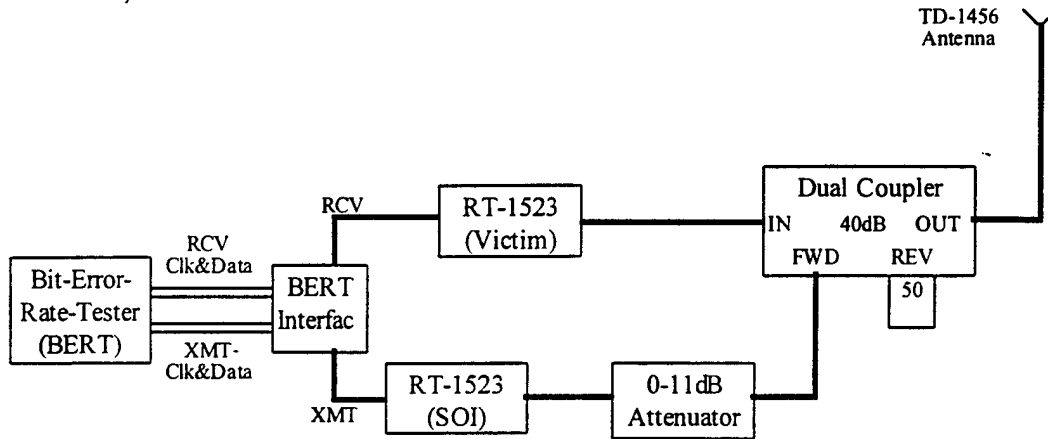 TD-1456
Antenna
Dual Coupler
IN 40dB OUT
FWD REV
50
RCV
RT-1523
(Victim)
RCV
Clk&Data
Bit-Error-
Rate-Tester
(BERT)
BERT
Interfac
XMT-
Clk&Data
XMT
RT-1523
(SOI)
0-11dB
Attenuator